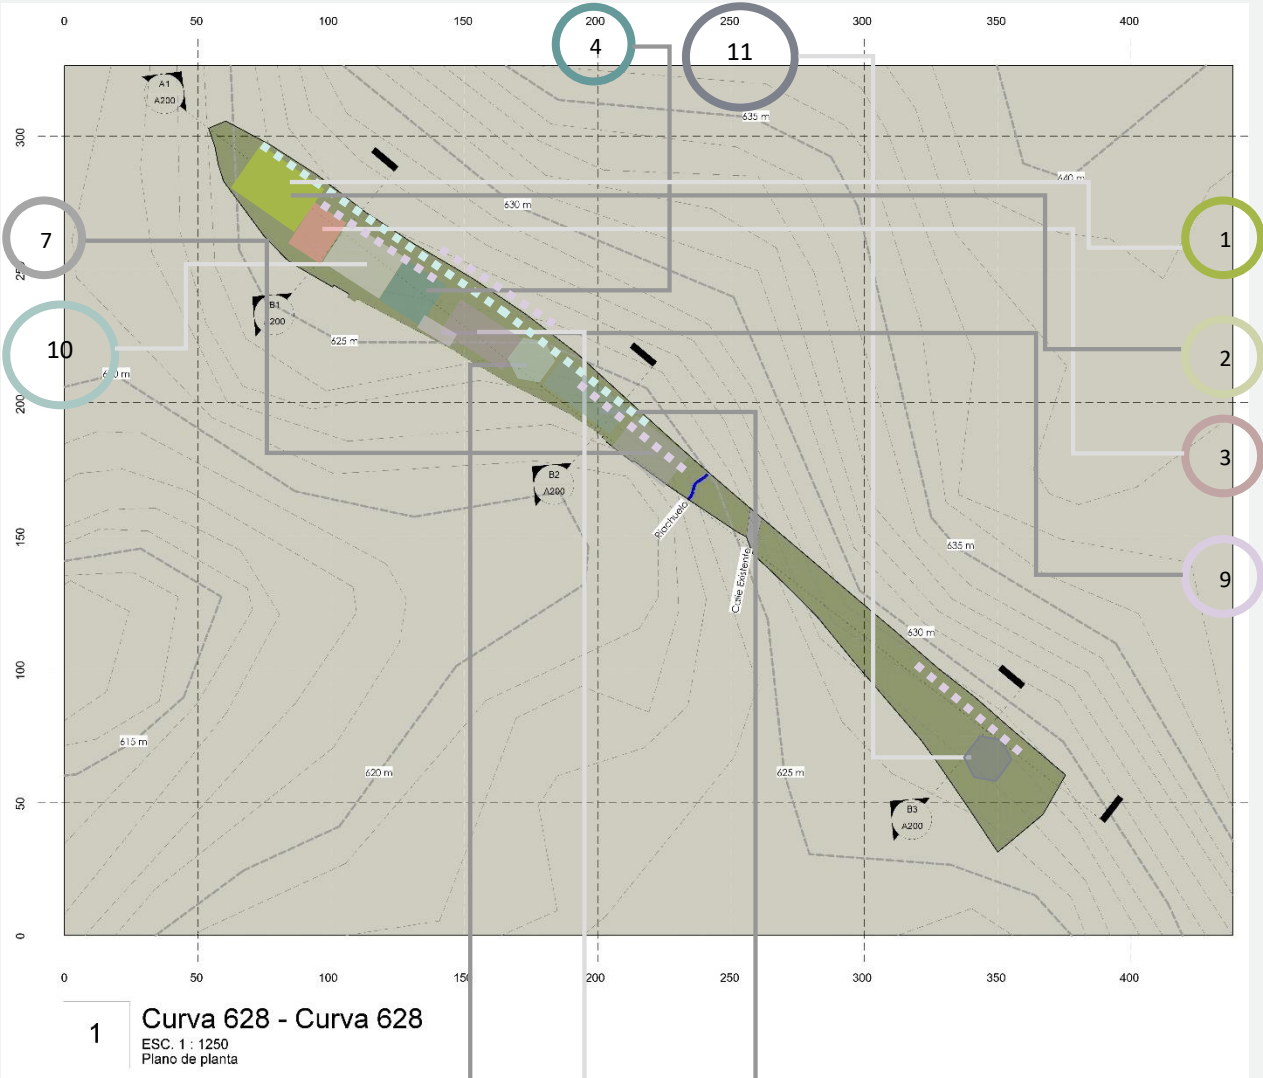 0 50 100 150 200 250 300 350 400
4
11
A1
A200
635 m
300
640 m
630 m
7
1
250
B1
A200
625 m
10
2
200
3
B2
A200
Riachuelo
150
635 m
Calle Existente
9
630 m
100
615 m
620 m
625 m
50
B3
A200
0
0 50 100 150 200 250 300 350 400
1
Curva 628 - Curva 628
ESC. 1 : 1250
Plano de planta